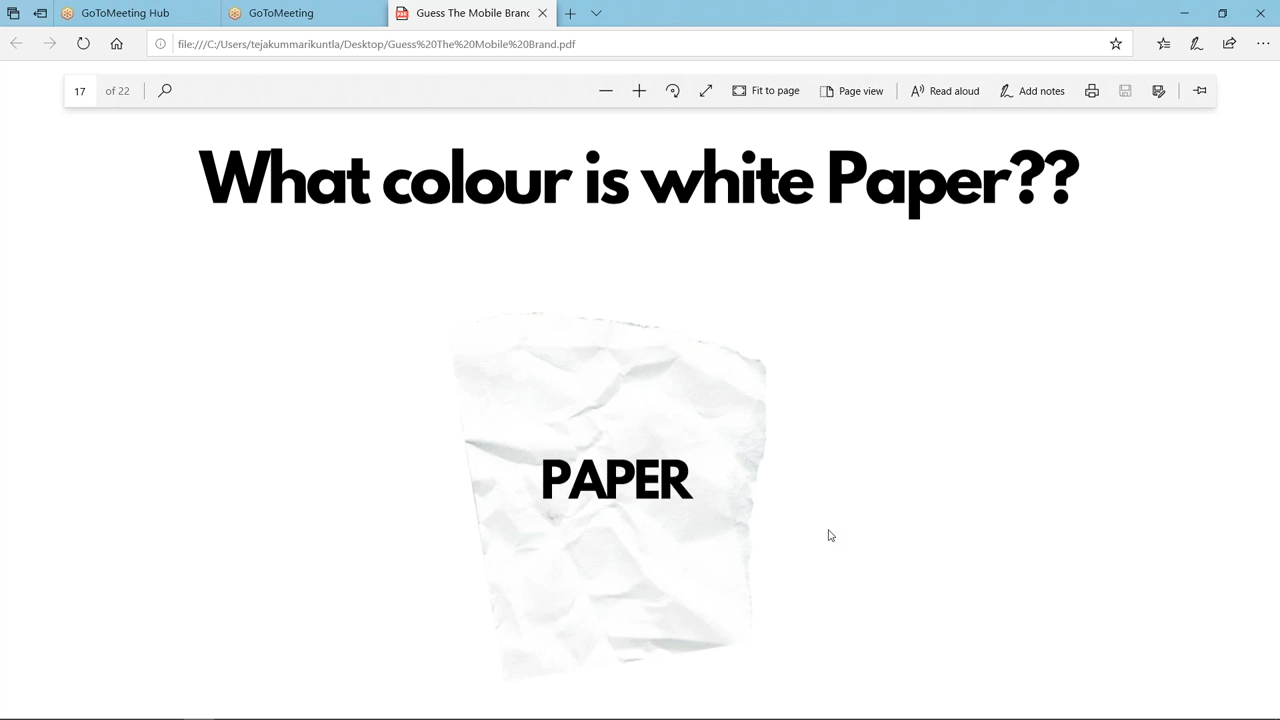 GoToMeeting Hub
GoToMeeting
Guess The Mobile Brand
file:///C:/Users/tejakummarikuntla/Desktop/Guess%20The%20Mobile%20Brand.pdf
17 of 22
Fit to page
Page view
Read aloud
Add notes
What colour is white Paper??
PAPER